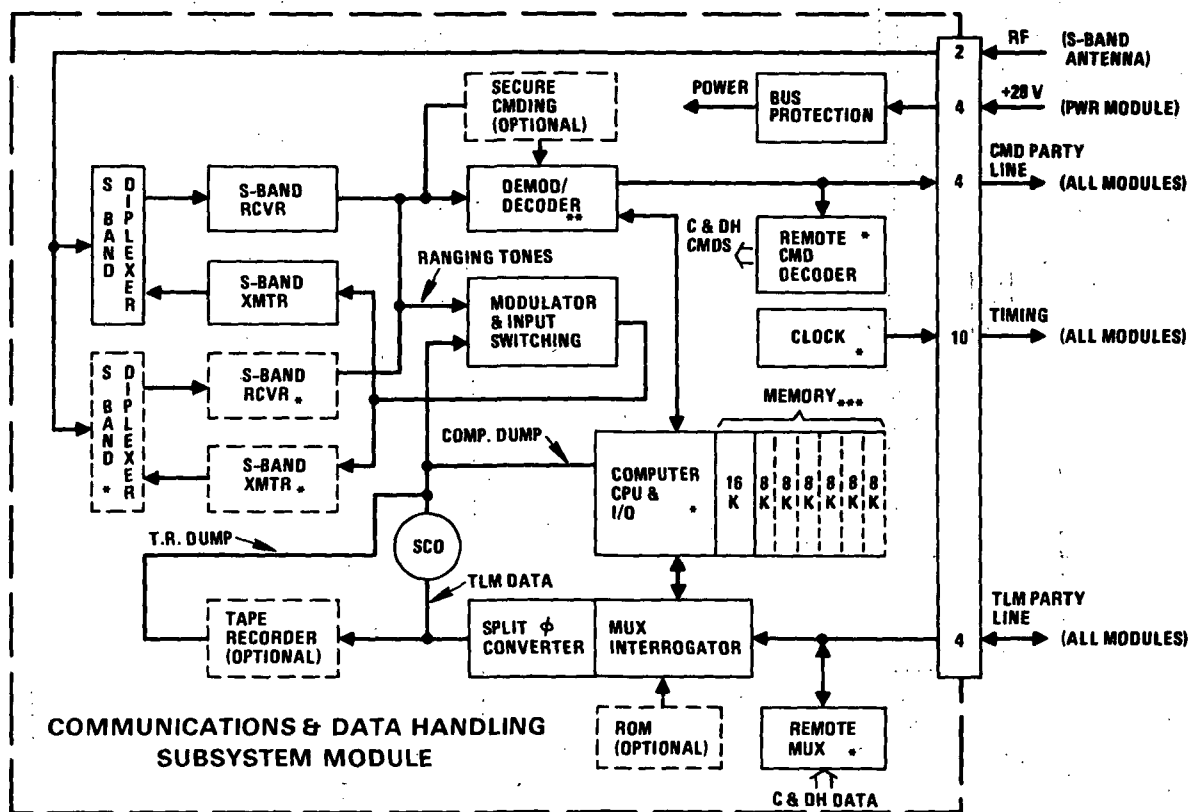 2
RF
(S-BAND
ANTENNA)
SECURE
CMDING
(OPTIONAL)
POWER
BUS
PROTECTION
4
+28 V
(PWR MODULE)
S BAND
DIPLEXER
S-BAND
RCVR
DEMOD/
DECODER **
4
CMD PARTY
LINE
(ALL MODULES)
C & DH
CMDS
REMOTE *
CMD
DECODER
RANGING TONES
S-BAND
XMTR
MODULATOR
& INPUT
SWITCHING
CLOCK *
10
TIMING
(ALL MODULES)
S BAND *
DIPLEXER
S-BAND
RCVR *
MEMORY ***
COMP. DUMP
S-BAND
XMTR *
COMPUTER
CPU &
I/O *
16 K
8 K
8 K
8 K
8 K
8 K
8 K
T.R. DUMP
SCO
TLM DATA
TAPE
RECORDER
(OPTIONAL)
SPLIT ϕ
CONVERTER
MUX
INTERROGATOR
4
TLM PARTY
LINE
(ALL MODULES)
COMMUNICATIONS & DATA HANDLING
SUBSYSTEM MODULE
ROM
(OPTIONAL)
REMOTE
MUX *
C & DH DATA